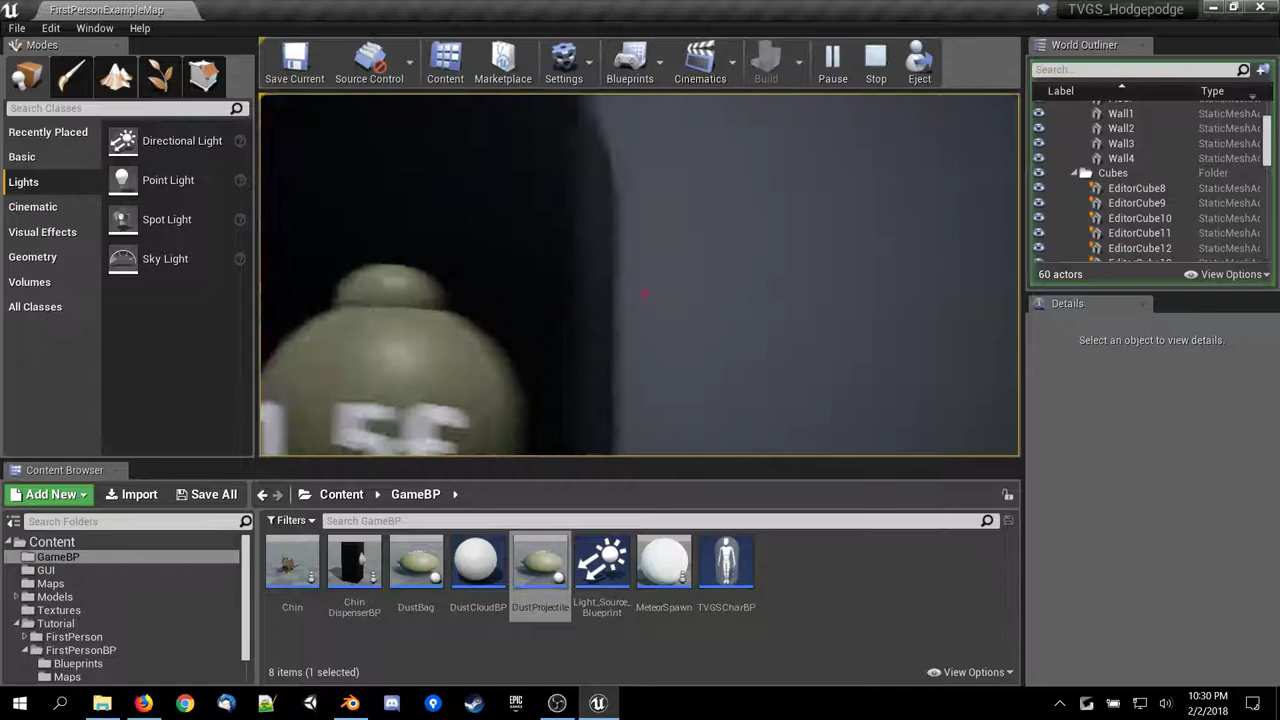 FirstPersonExampleMap
TVGS_Hodgepodge
File Edit Window Help
Modes
Search Classes
Recently Placed
Basic
Lights
Cinematic
Visual Effects
Geometry
Volumes
All Classes
Directional Light
Point Light
Spot Light
Sky Light
Save Current
Source Control
Content
Marketplace
Settings
Blueprints
Cinematics
Build
Pause
Stop
Eject
World Outliner
Search...
Label Type
Wall1 StaticMeshAc
Wall2 StaticMeshAc
Wall3 StaticMeshAc
Wall4 StaticMeshAc
Cubes Folder
EditorCube8 StaticMeshAc
EditorCube9 StaticMeshAc
EditorCube10 StaticMeshAc
EditorCube11 StaticMeshAc
EditorCube12 StaticMeshAc
60 actors
View Options
Details
Select an object to view details.
Content Browser
Add New Import Save All
Content GameBP
Search Folders
Filters Search GameBP
Content
GameBP
GUI
Maps
Models
Textures
Tutorial
FirstPerson
FirstPersonBP
Blueprints
Maps
Chin
Chin
DispenserBP
DustBag
DustCloudBP
DustProjectile
Light_Source_
Blueprint
MeteorSpawn
TVGSCharBP
8 items (1 selected)
View Options
EPIC
GAMES
10:30 PM
2/2/2018